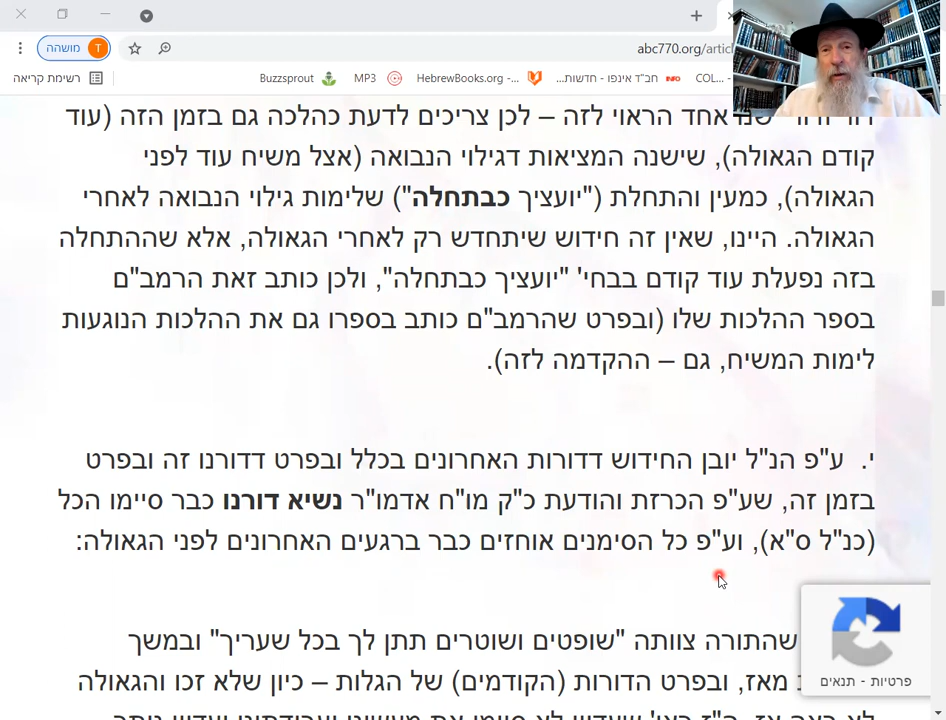 מושהה
T
abc770.org/artic
רשימת קריאה
Buzzsprout
MP3
HebrewBooks.org -...
חב"ד אינפו - חדשות...
INFO
COL...
אחד הראוי לזה – לכן צריכים לדעת כהלכה גם בזמן הזה (עוד
קודם הגאולה), שישנה המציאות דגילוי הנבואה (אצל משיח עוד לפני
הגאולה), כמעין והתחלת ("יועציך כבתחלה") שלימות גילוי הנבואה לאחרי
הגאולה. היינו, שאין זה חידוש שיתחדש רק לאחרי הגאולה, אלא שההתחלה
בזה נפעלת עוד קודם בבחי' "יועציך כבתחלה", ולכן כותב זאת הרמב"ם
בספר ההלכות שלו (ובפרט שהרמב"ם כותב בספרו גם את ההלכות הנוגעות
לימות המשיח, גם – ההקדמה לזה).
י. ע"פ הנ"ל יובן החידוש דדורות האחרונים בכלל ובפרט דדורנו זה ובפרט
בזמן זה, שע"פ הכרזת והודעת כ"ק מו"ח אדמו"ר נשיא דורנו כבר סיימו הכל
(כנ"ל ס"א), וע"פ כל הסימנים אוחזים כבר ברגעים האחרונים לפני הגאולה:
שהתורה צוותה "שופטים ושוטרים תתן לך בכל שעריך" ובמשך
מאז, ובפרט הדורות (הקודמים) של הגלות – כיון שלא זכו והגאולה
פרטיות - תנאים